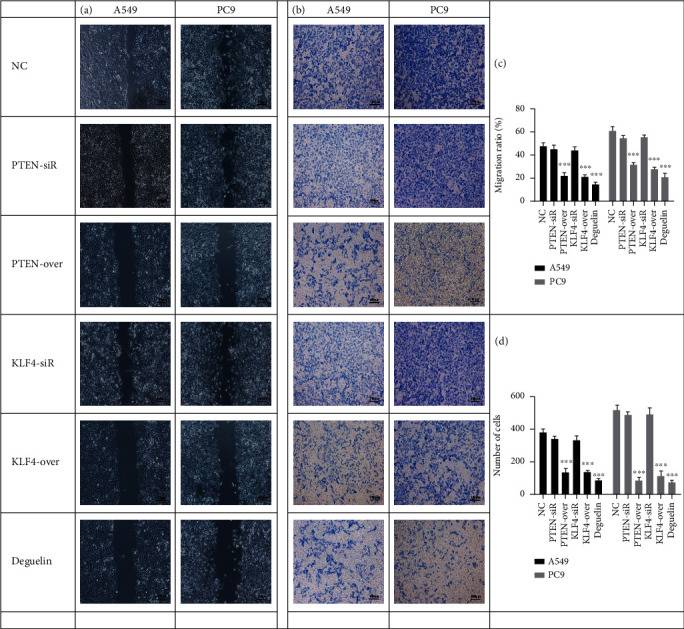 (a) A549 PC9
(b) A549 PC9
NC
PTEN-siR
PTEN-over
KLF4-siR
KLF4-over
Deguelin
(c)
Migration ratio (%)
80
60
40
20
0
*** *** *** *** *** ***
NC PTEN-siR PTEN-over KLF4-siR KLF4-over Deguelin NC PTEN-siR PTEN-over KLF4-siR KLF4-over Deguelin
A549
PC9
(d)
Number of cells
600
400
200
0
*** *** *** *** *** ***
NC PTEN-siR PTEN-over KLF4-siR KLF4-over Deguelin NC PTEN-siR PTEN-over KLF4-siR KLF4-over Deguelin
A549
PC9